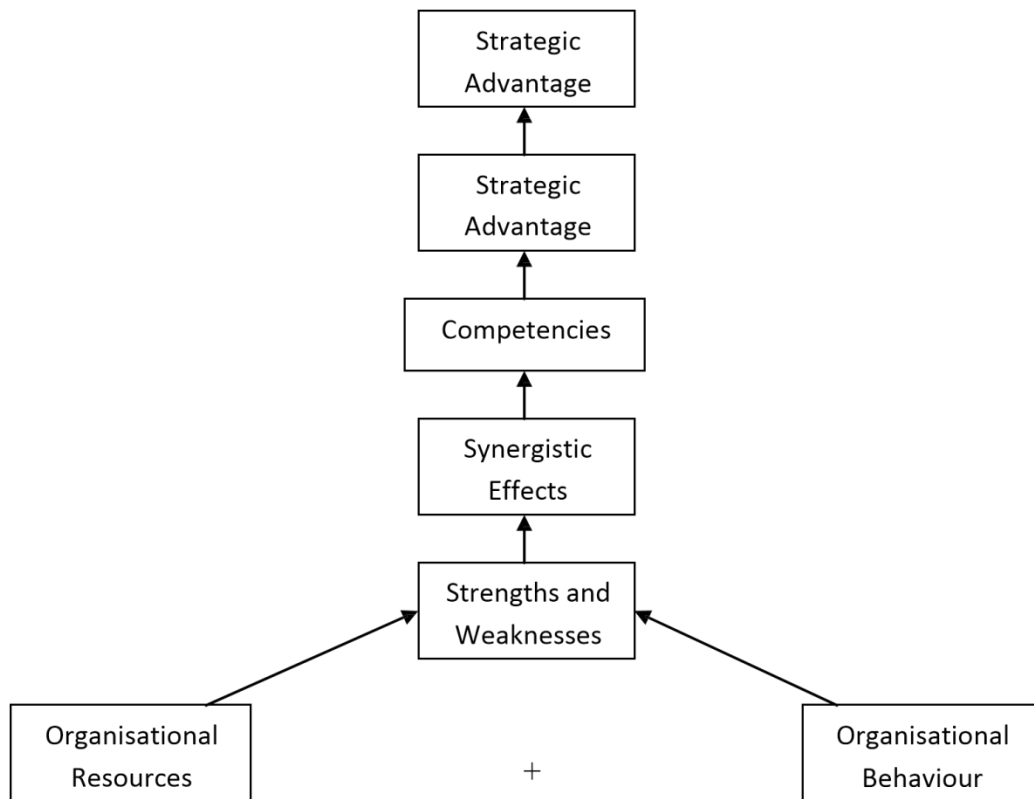 Strategic
Advantage
Strategic
Advantage
Competencies
Synergistic
Effects
Strengths and
Weaknesses
Organisational
Resources
+
Organisational
Behaviour